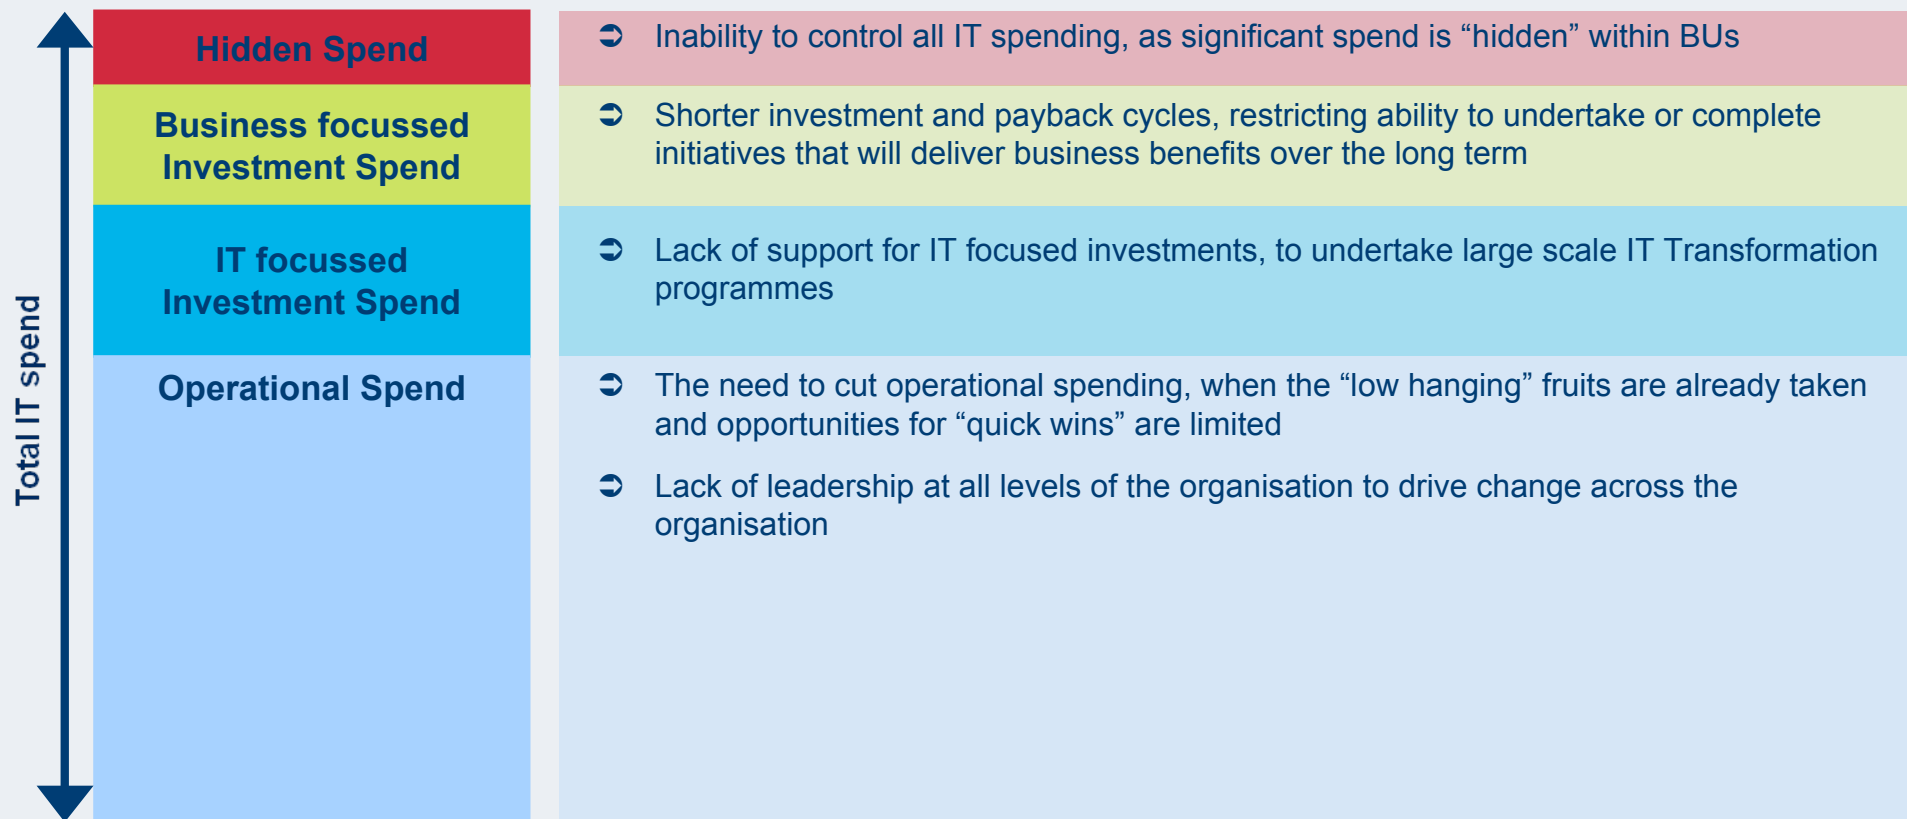 Total IT spend
Hidden Spend
Inability to control all IT spending, as significant spend is “hidden” within BUs
Business focussed
Investment Spend
Shorter investment and payback cycles, restricting ability to undertake or complete
initiatives that will deliver business benefits over the long term
IT focussed
Investment Spend
Lack of support for IT focused investments, to undertake large scale IT Transformation
programmes
Operational Spend
The need to cut operational spending, when the “low hanging” fruits are already taken
and opportunities for “quick wins” are limited
Lack of leadership at all levels of the organisation to drive change across the
organisation